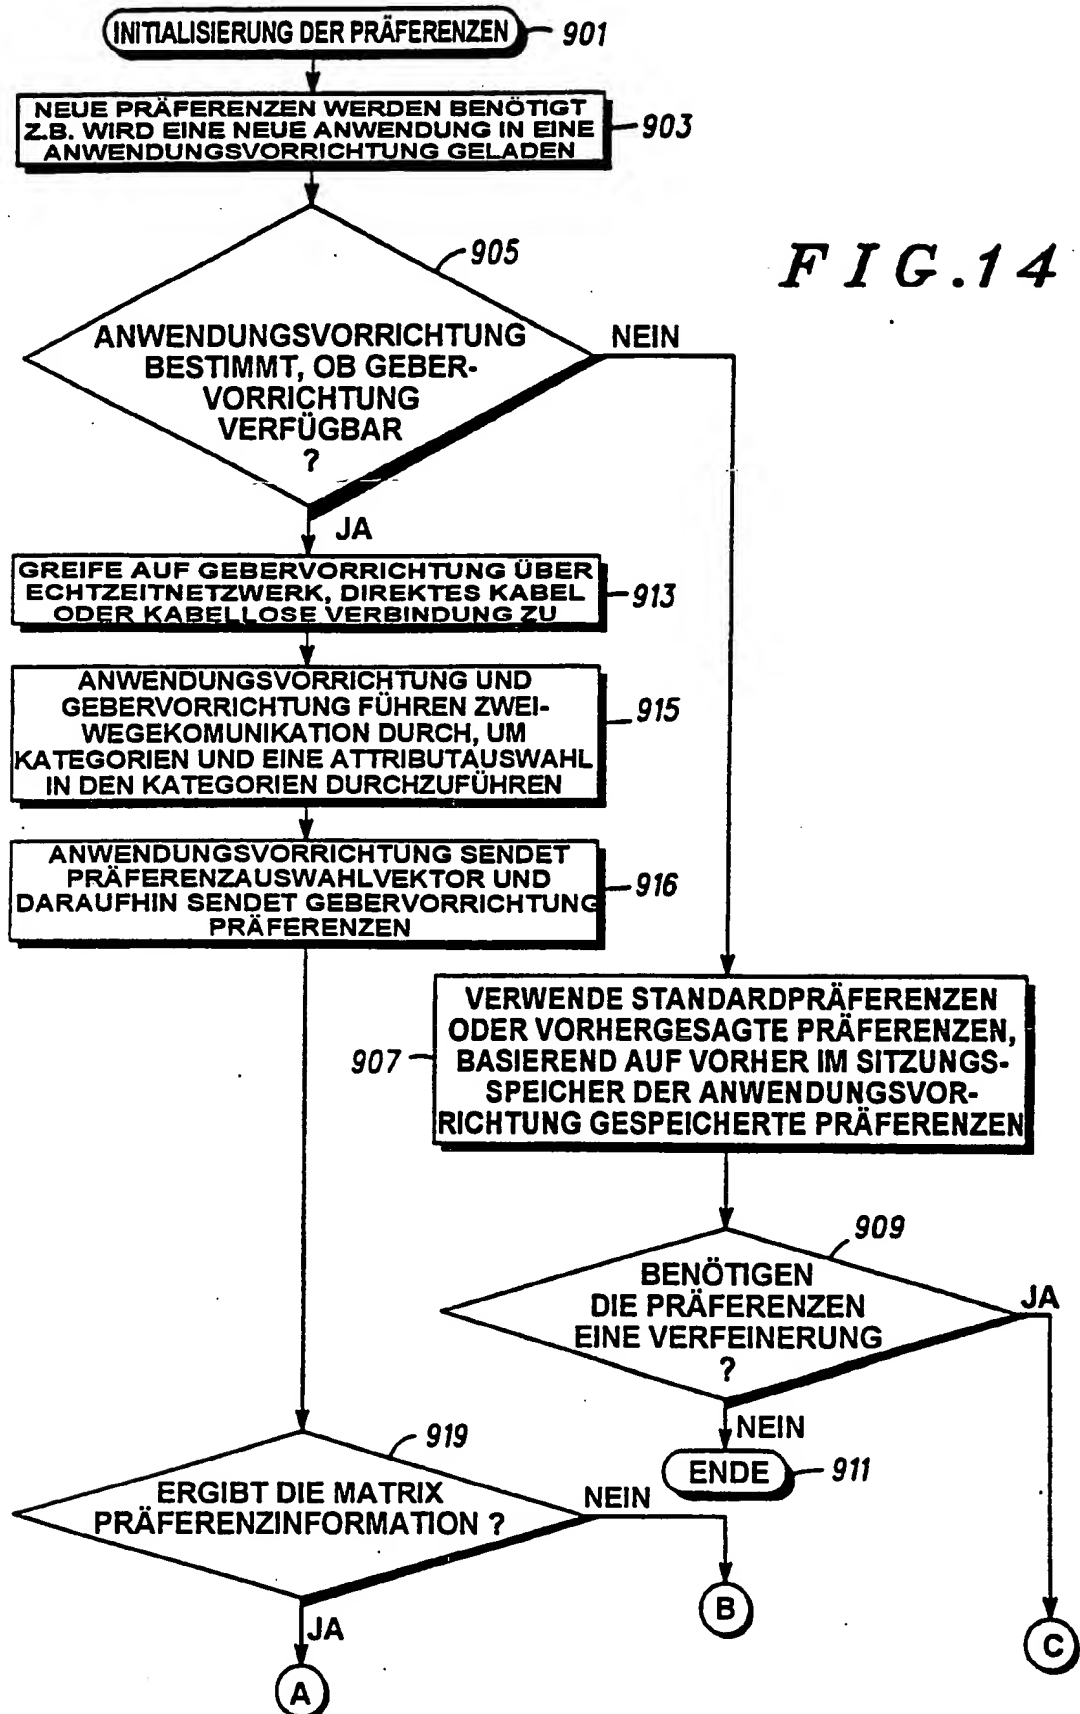 INITIALISIERUNG DER PRÄFERENZEN
901
NEUE PRÄFERENZEN WERDEN BENÖTIGT
Z.B. WIRD EINE NEUE ANWENDUNG IN EINE
ANWENDUNGSVORRICHTUNG GELADEN
903
905
FIG.14
ANWENDUNGSVORRICHTUNG
BESTIMMT, OB GEBER-
VORRICHTUNG
VERFÜGBAR
?
NEIN
JA
GREIFE AUF GEBERVORRICHTUNG ÜBER
ECHTZEITNETZWERK, DIREKTES KABEL
ODER KABELLOSE VERBINDUNG ZU
913
ANWENDUNGSVORRICHTUNG UND
GEBERVORRICHTUNG FÜHREN ZWEI-
WEGEKOMUNIKATION DURCH, UM
KATEGORIEN UND EINE ATTRIBUTAUSWAHL
IN DEN KATEGORIEN DURCHZUFÜHREN
915
ANWENDUNGSVORRICHTUNG SENDET
PRÄFERENZAUSWAHLVEKTOR UND
DARAUFHIN SENDET GEBERVORRICHTUNG
PRÄFERENZEN
916
VERWENDE STANDARDPRÄFERENZEN
ODER VORHERGESAGTE PRÄFERENZEN,
BASIEREND AUF VORHER IM SITZUNGS-
SPEICHER DER ANWENDUNGSVOR-
RICHTUNG GESPEICHERTE PRÄFERENZEN
907
909
BENÖTIGEN
DIE PRÄFERENZEN
EINE VERFEINERUNG
?
JA
NEIN
ENDE
911
919
ERGIBT DIE MATRIX
PRÄFERENZINFORMATION ?
NEIN
JA
B
C
A